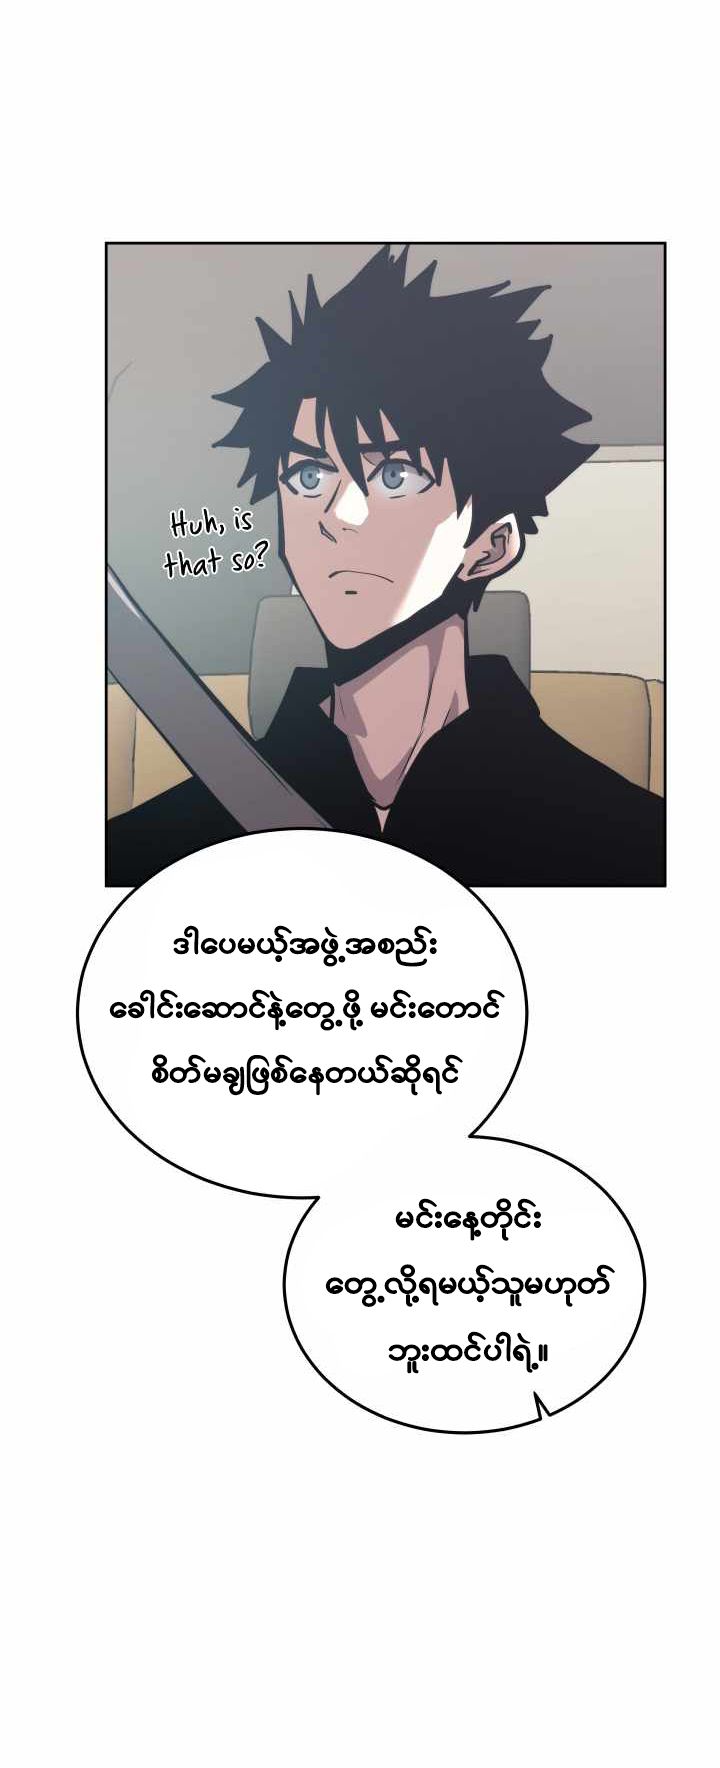 Huh, is
that so?
ဒါပေမယ့်အဖွဲ့အစည်း
ခေါင်းဆောင်နဲ့တွေ့ဖို့ မင်းတောင်
စိတ်မချဖြစ်နေတယ်ဆိုရင်
မင်းနေ့တိုင်း
တွေ့လို့ရမယ့်သူမဟုတ်
ဘူးထင်ပါရဲ့။